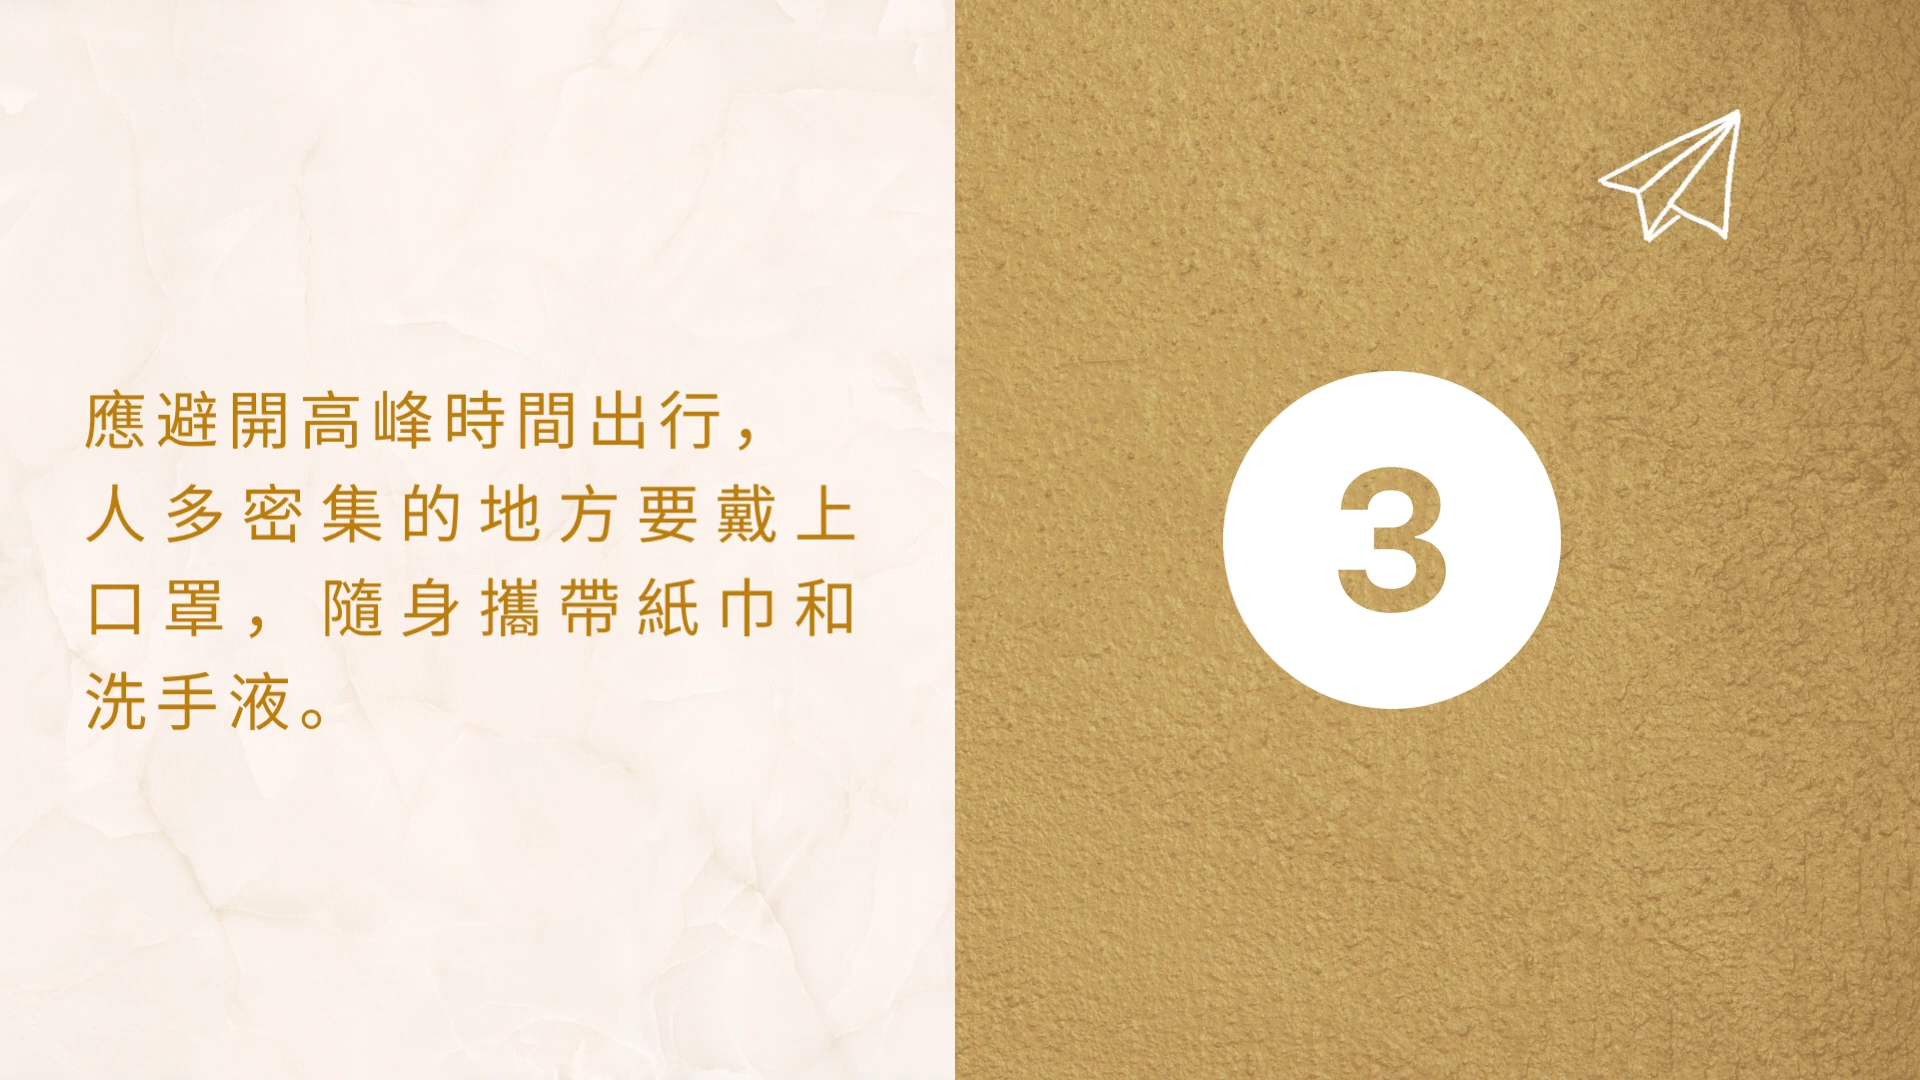 應避開高峰時間出行，
人多密集的地方要戴上
口罩，隨身攜帶紙巾和
洗手液。
3